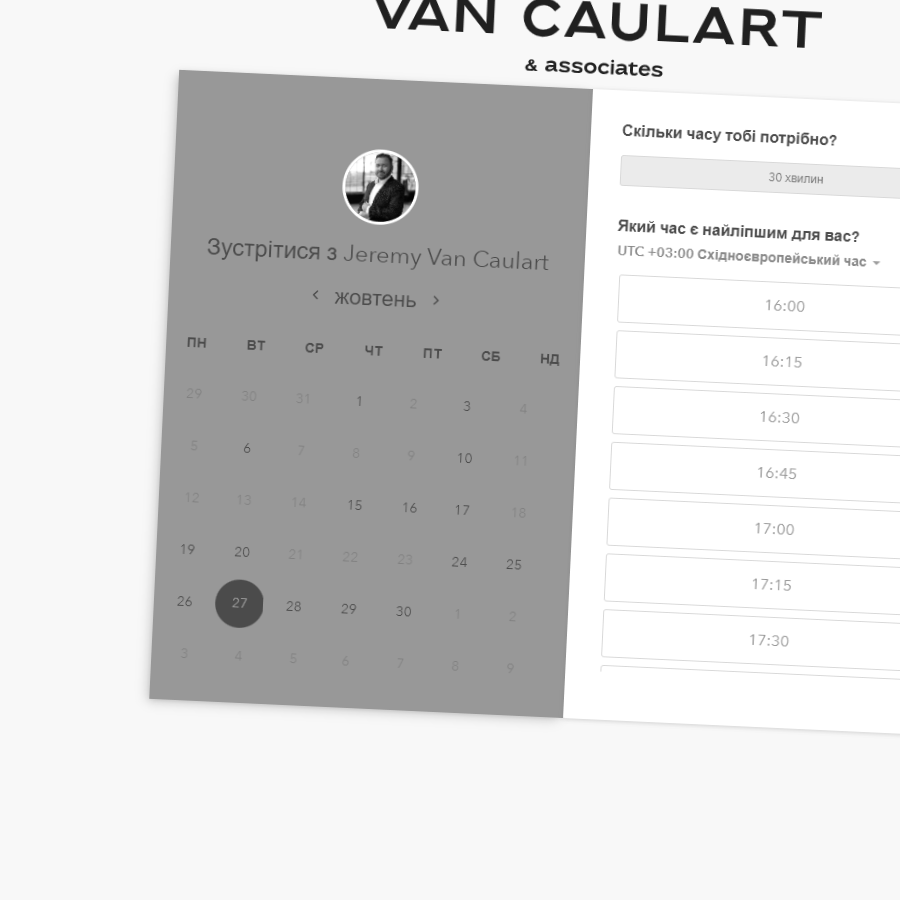 VAN CAULART
& associates
Зустрітися з Jeremy Van Caulart
‹ жовтень ›
ПН ВТ СР ЧТ ПТ СБ НД
29 30 31 1 2 3 4
5 6 7 8 9 10 11
12 13 14 15 16 17 18
19 20 21 22 23 24 25
26 27 28 29 30 1 2
3 4 5 6 7 8 9
Скільки часу тобі потрібно?
30 хвилин
Який час є найліпшим для вас?
UTC +03:00 Східноєвропейський час
16:00
16:15
16:30
16:45
17:00
17:15
17:30